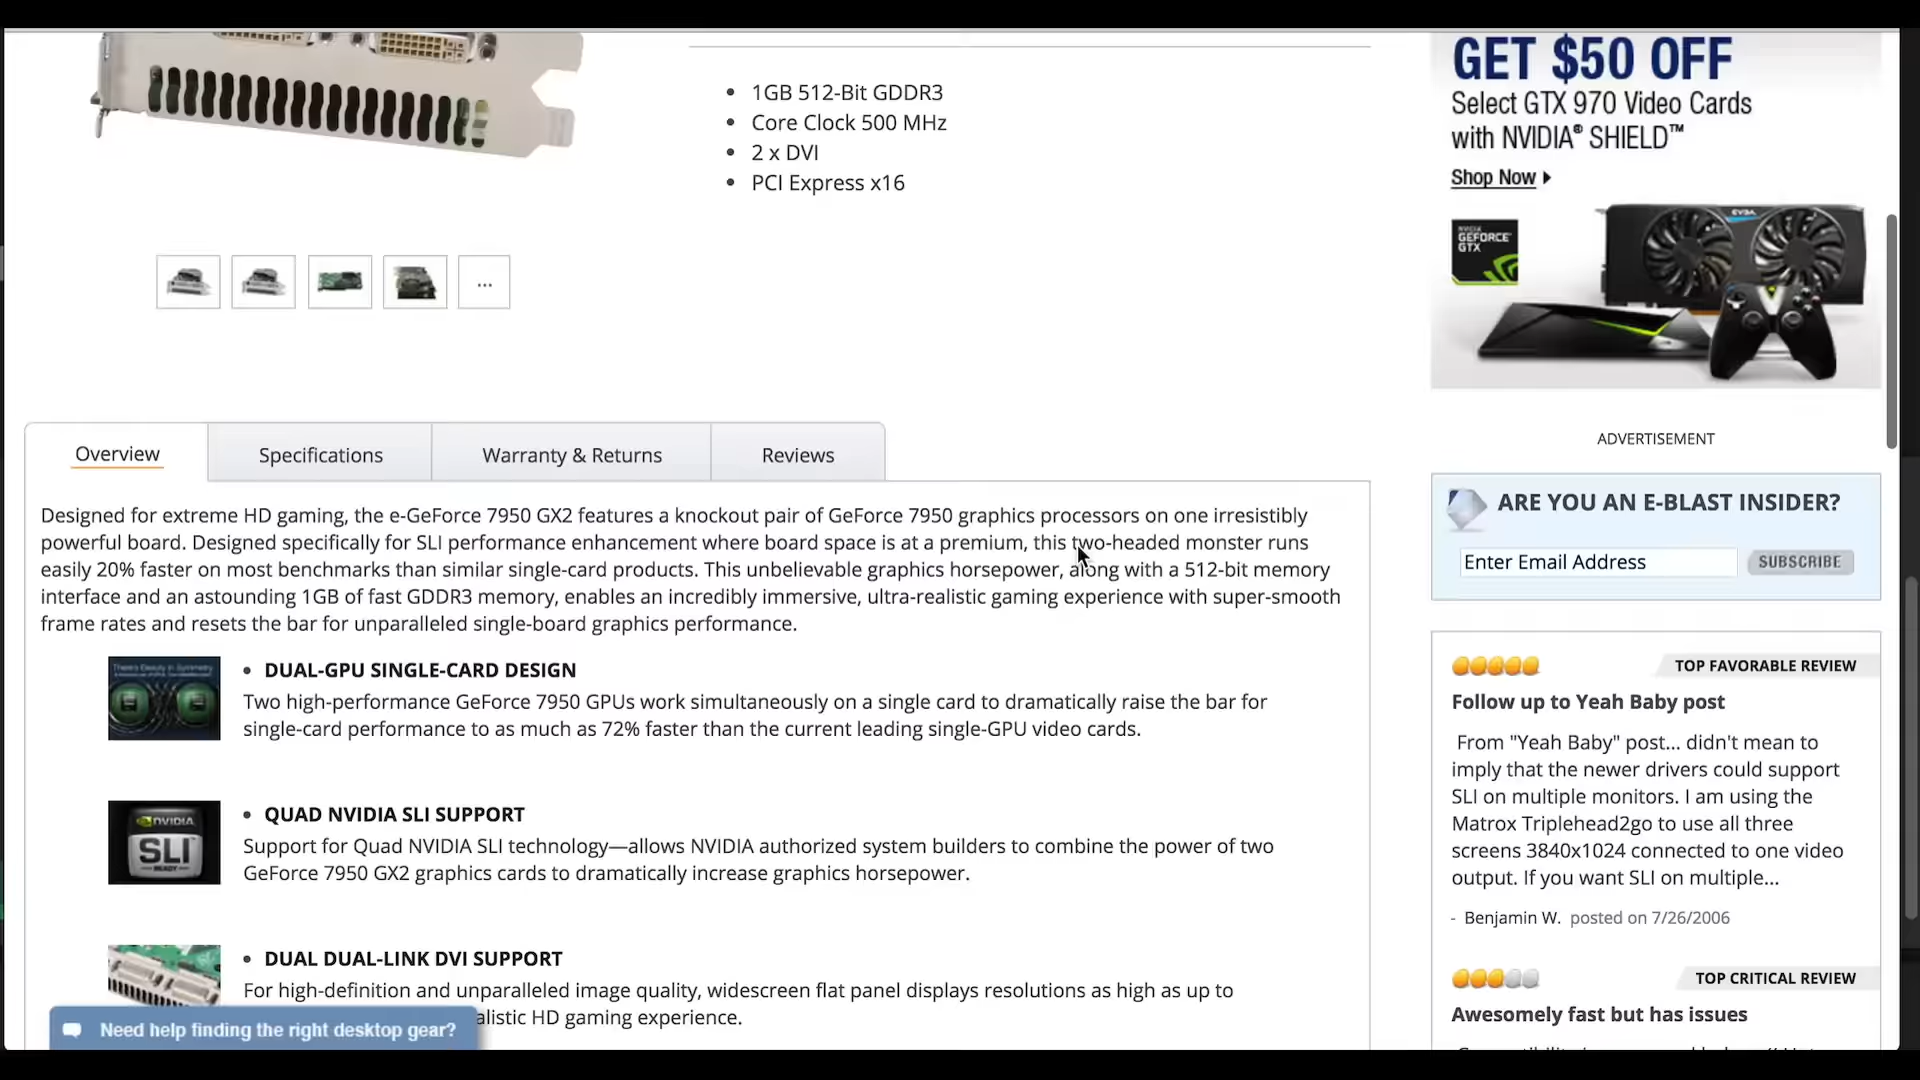 1GB 512-Bit GDDR3
Core Clock 500 MHz
2 x DVI
PCI Express x16
...
GET $50 OFF
Select GTX 970 Video Cards
with NVIDIA® SHIELD™
Shop Now
EVGA
NVIDIA
GEFORCE
GTX
ADVERTISEMENT
Overview
Specifications
Warranty & Returns
Reviews
Designed for extreme HD gaming, the e-GeForce 7950 GX2 features a knockout pair of GeForce 7950 graphics processors on one irresistibly
powerful board. Designed specifically for SLI performance enhancement where board space is at a premium, this two-headed monster runs
easily 20% faster on most benchmarks than similar single-card products. This unbelievable graphics horsepower, along with a 512-bit memory
interface and an astounding 1GB of fast GDDR3 memory, enables an incredibly immersive, ultra-realistic gaming experience with super-smooth
frame rates and resets the bar for unparalleled single-board graphics performance.
There's Beauty in Symmetry
DUAL-GPU SINGLE-CARD DESIGN
Two high-performance GeForce 7950 GPUs work simultaneously on a single card to dramatically raise the bar for
single-card performance to as much as 72% faster than the current leading single-GPU video cards.
NVIDIA
SLI
READY
QUAD NVIDIA SLI SUPPORT
Support for Quad NVIDIA SLI technology—allows NVIDIA authorized system builders to combine the power of two
GeForce 7950 GX2 graphics cards to dramatically increase graphics horsepower.
DUAL DUAL-LINK DVI SUPPORT
For high-definition and unparalleled image quality, widescreen flat panel displays resolutions as high as up to
alistic HD gaming experience.
Need help finding the right desktop gear?
ARE YOU AN E-BLAST INSIDER?
Enter Email Address
SUBSCRIBE
TOP FAVORABLE REVIEW
Follow up to Yeah Baby post
From "Yeah Baby" post... didn't mean to
imply that the newer drivers could support
SLI on multiple monitors. I am using the
Matrox Triplehead2go to use all three
screens 3840x1024 connected to one video
output. If you want SLI on multiple...
- Benjamin W. posted on 7/26/2006
TOP CRITICAL REVIEW
Awesomely fast but has issues